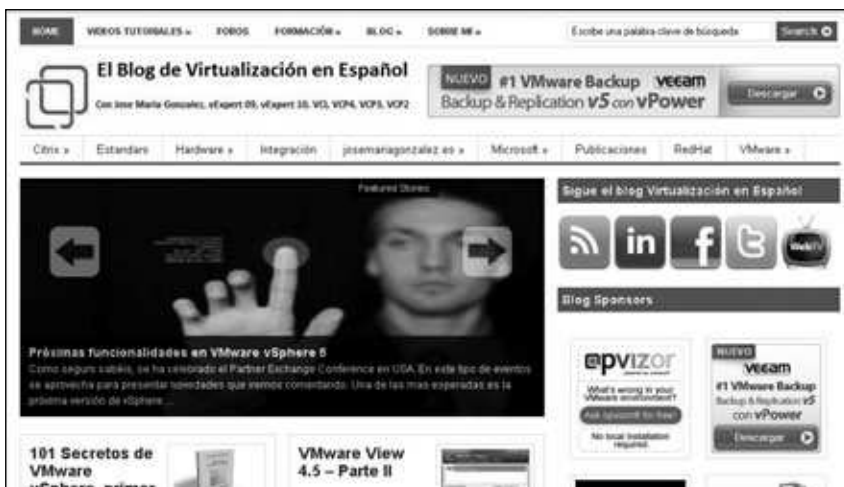 HOME VIDEOS TUTORIALES » FOROS FORMACIÓN » BLOG » SOBRE MI » Escribe una palabra clave de búsqueda Search
El Blog de Virtualización en Español
Con Jose Maria Gonzalez, vExpert 09, vExpert 10, VCI, VCP4, VCP3, VCP2
NUEVO #1 VMware Backup veeam
Backup & Replication v5 con vPower
Descargar
Citrix » Estandars Hardware » Integración josemariagonzalez.es » Microsoft » Publicaciones RedHat VMware »
Featured Stories
Próximas funcionalidades en VMware vSphere 5
Como seguro sabéis, se ha celebrado el Partner Exchange Conference en USA. En este tipo de eventos
se aprovecha para presentar novedades que iremos comentando. Una de las mas esperadas es la
próxima versión de vSphere...
Sigue el blog Virtualización en Español
in f t WebTV
Blog Sponsors
opvizor
What's wrong in your
VMware environment?
Ask opvizor for free!
No local installation
required.
NUEVO
veeam
#1 VMware Backup
Backup & Replication v5
con vPower
Descargar
101 Secretos de
VMware
vSphere, primer
VMware View
4.5 – Parte II